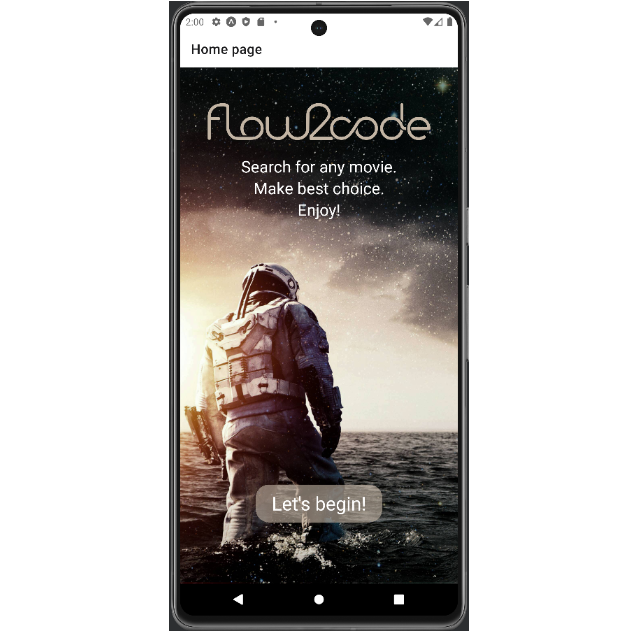 2:00
Home page
flow2code
Search for any movie.
Make best choice.
Enjoy!
Let's begin!